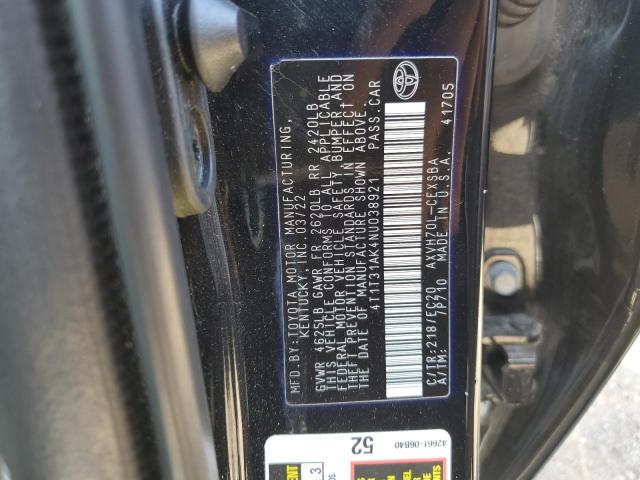 MFD.BY:TOYOTA MOTOR MANUFACTURING,
KENTUCKY, INC. 03/22
GVWR 4625LB GAWR FR 2620LB RR 2420LB
THIS VEHICLE CONFORMS TO ALL APPLICABLE
FEDERAL MOTOR VEHICLE SAFETY, BUMPER AND
THEFT PREVENTION STANDARDS IN EFFECT ON
THE DATE OF MANUFACTURE SHOWN ABOVE.
4T1T31AK4NU038921 PASS.CAR
C/TR:218/EC20 AXVH70L-CEXSBA
A/TM: 7P710 MADE IN U.S.A. 41705
52
42661-06B40